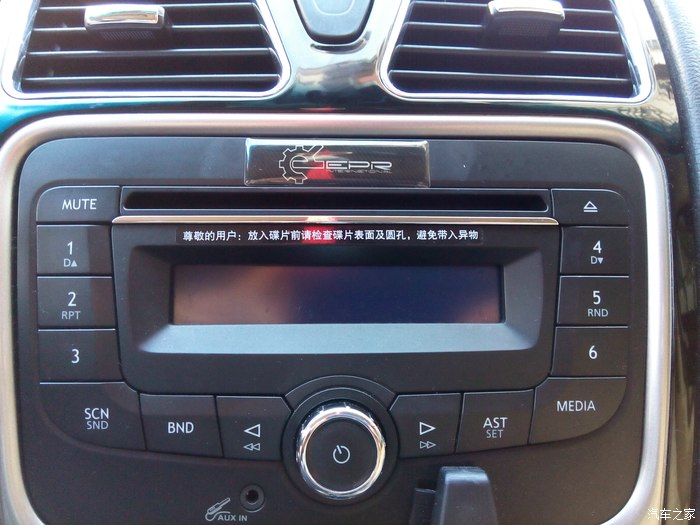 EPR
INTERNATIONAL
MUTE
尊敬的用户：放入碟片前请检查碟片表面及圆孔，避免带入异物
1
D▲
4
D▼
2
RPT
5
RND
3
6
SCN
SND
BND
AST
SET
MEDIA
AUX IN
汽车之家